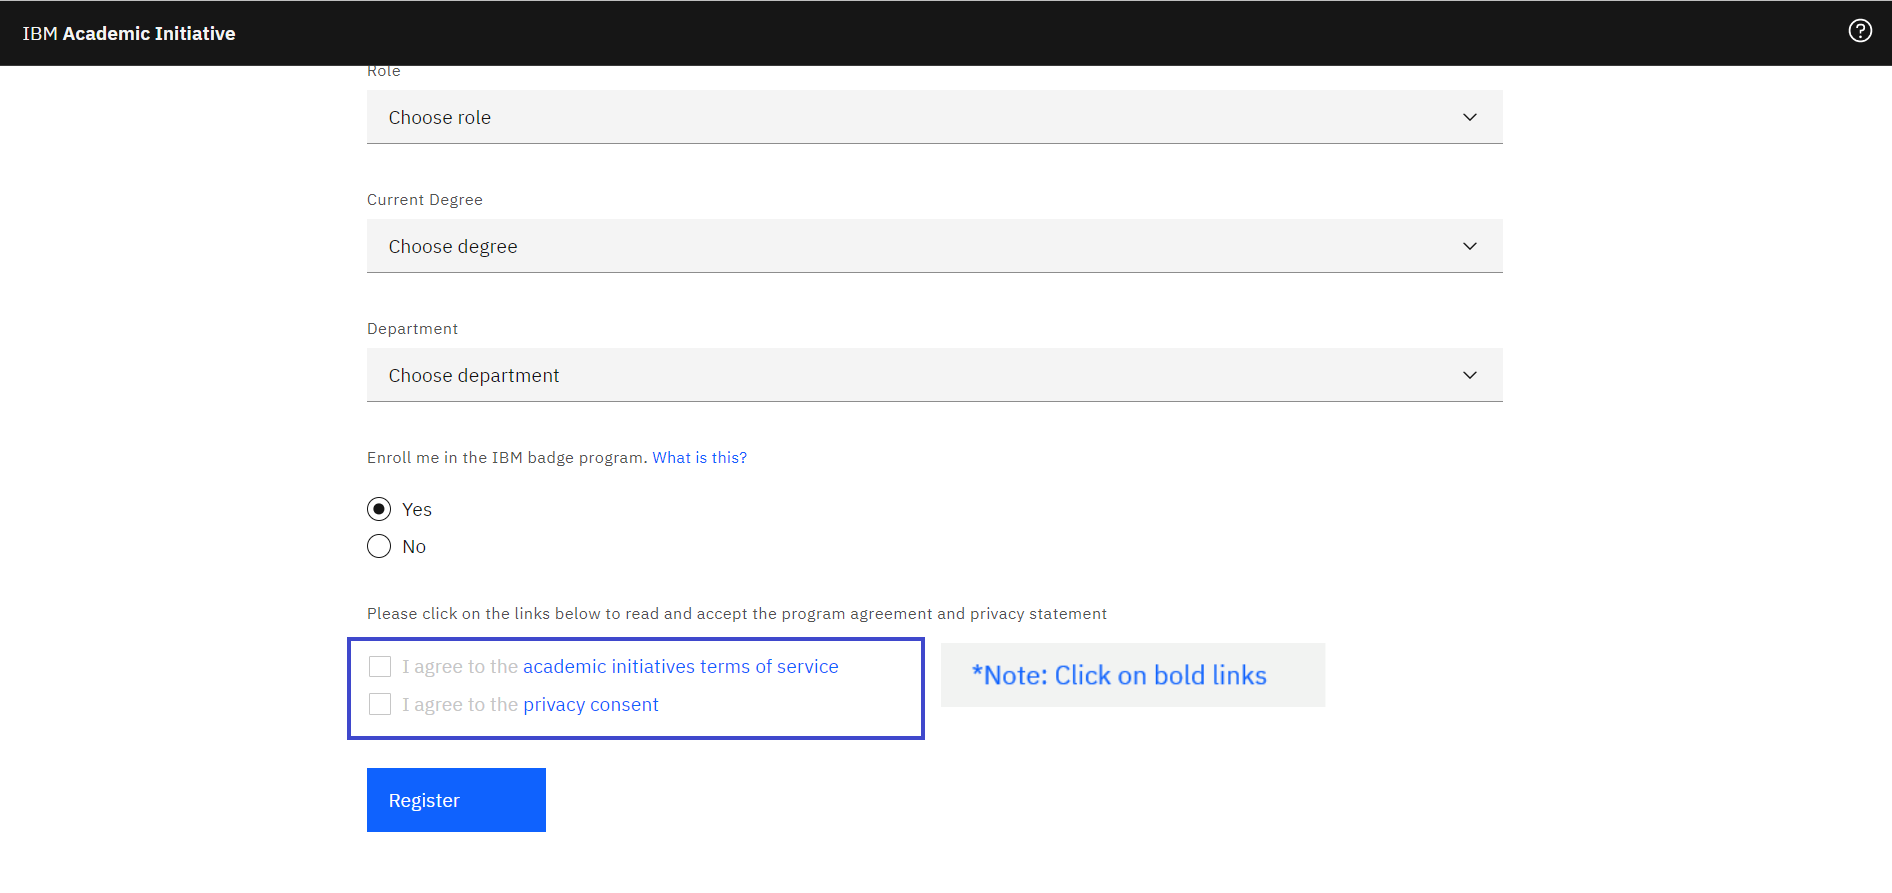 IBM Academic Initiative
Role
Choose role
Current Degree
Choose degree
Department
Choose department
Enroll me in the IBM badge program. What is this?
Yes
No
Please click on the links below to read and accept the program agreement and privacy statement
I agree to the academic initiatives terms of service
I agree to the privacy consent
*Note: Click on bold links
Register